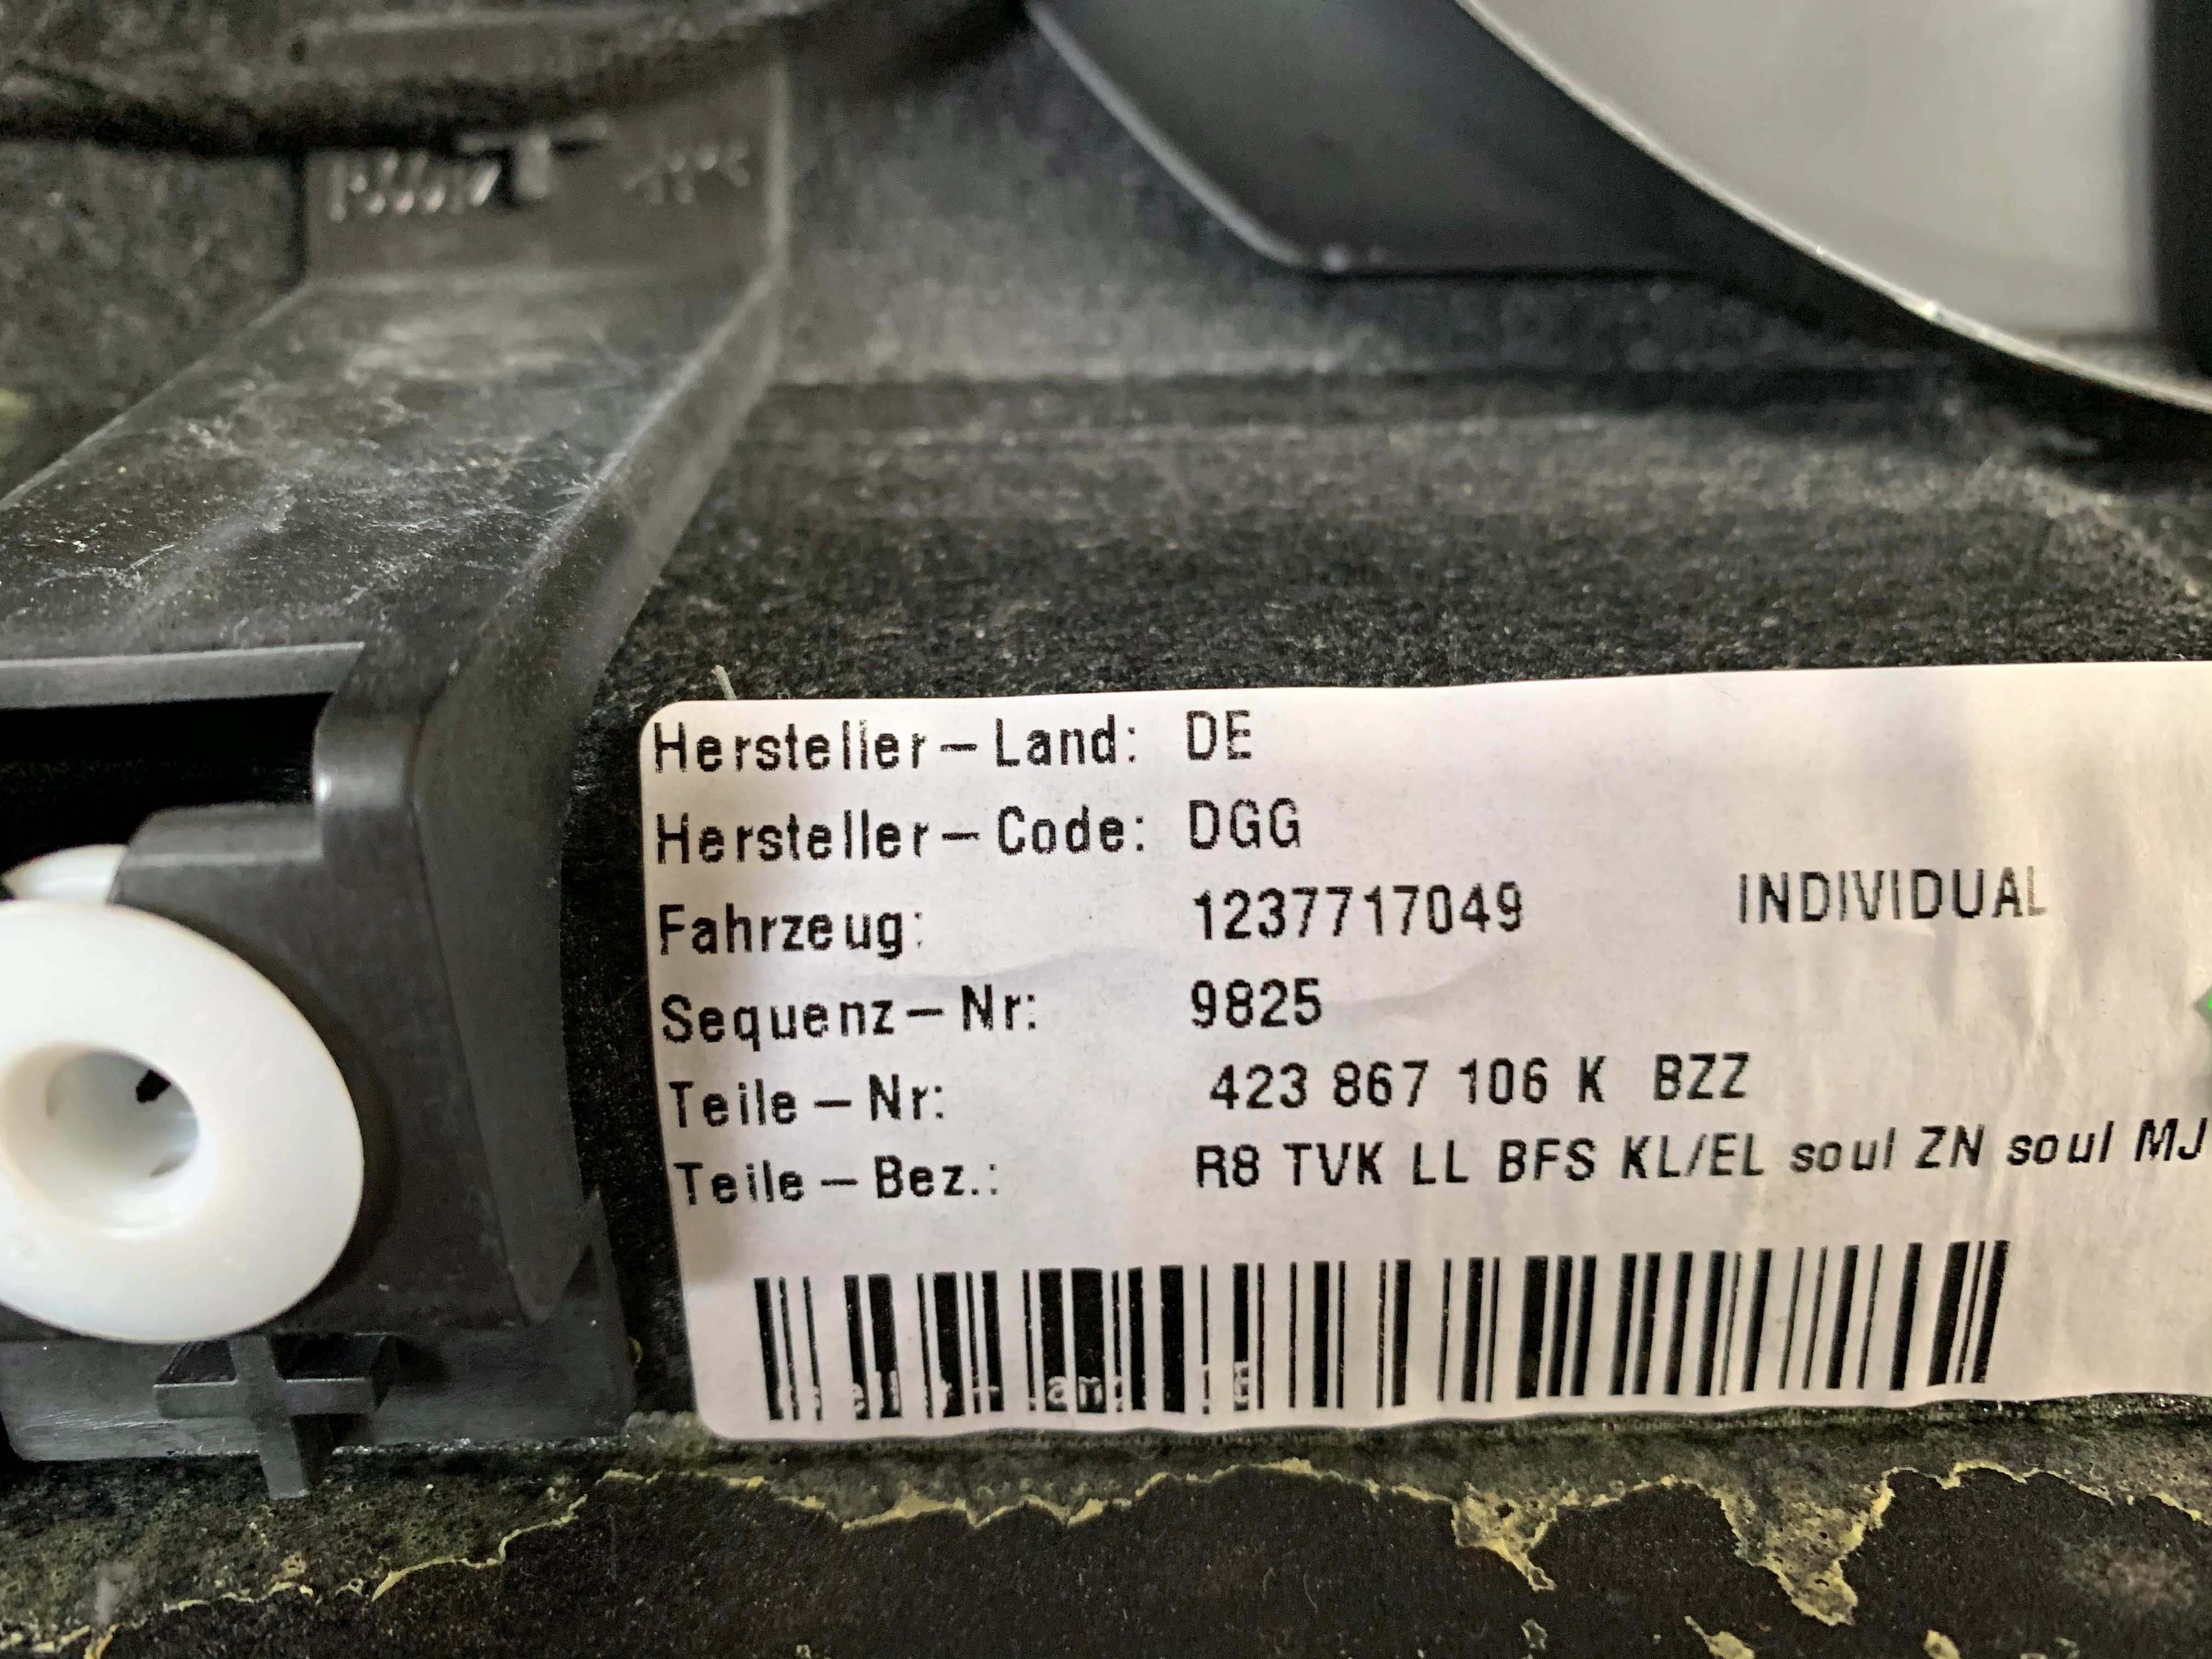 Hersteller-Land: DE
Hersteller-Code: DGG
Fahrzeug: 1237717049 INDIVIDUAL
Sequenz-Nr: 9825
Teile-Nr: 423 867 106 K BZZ
Teile-Bez.: R8 TVK LL BFS KL/EL soul ZN soul MJ